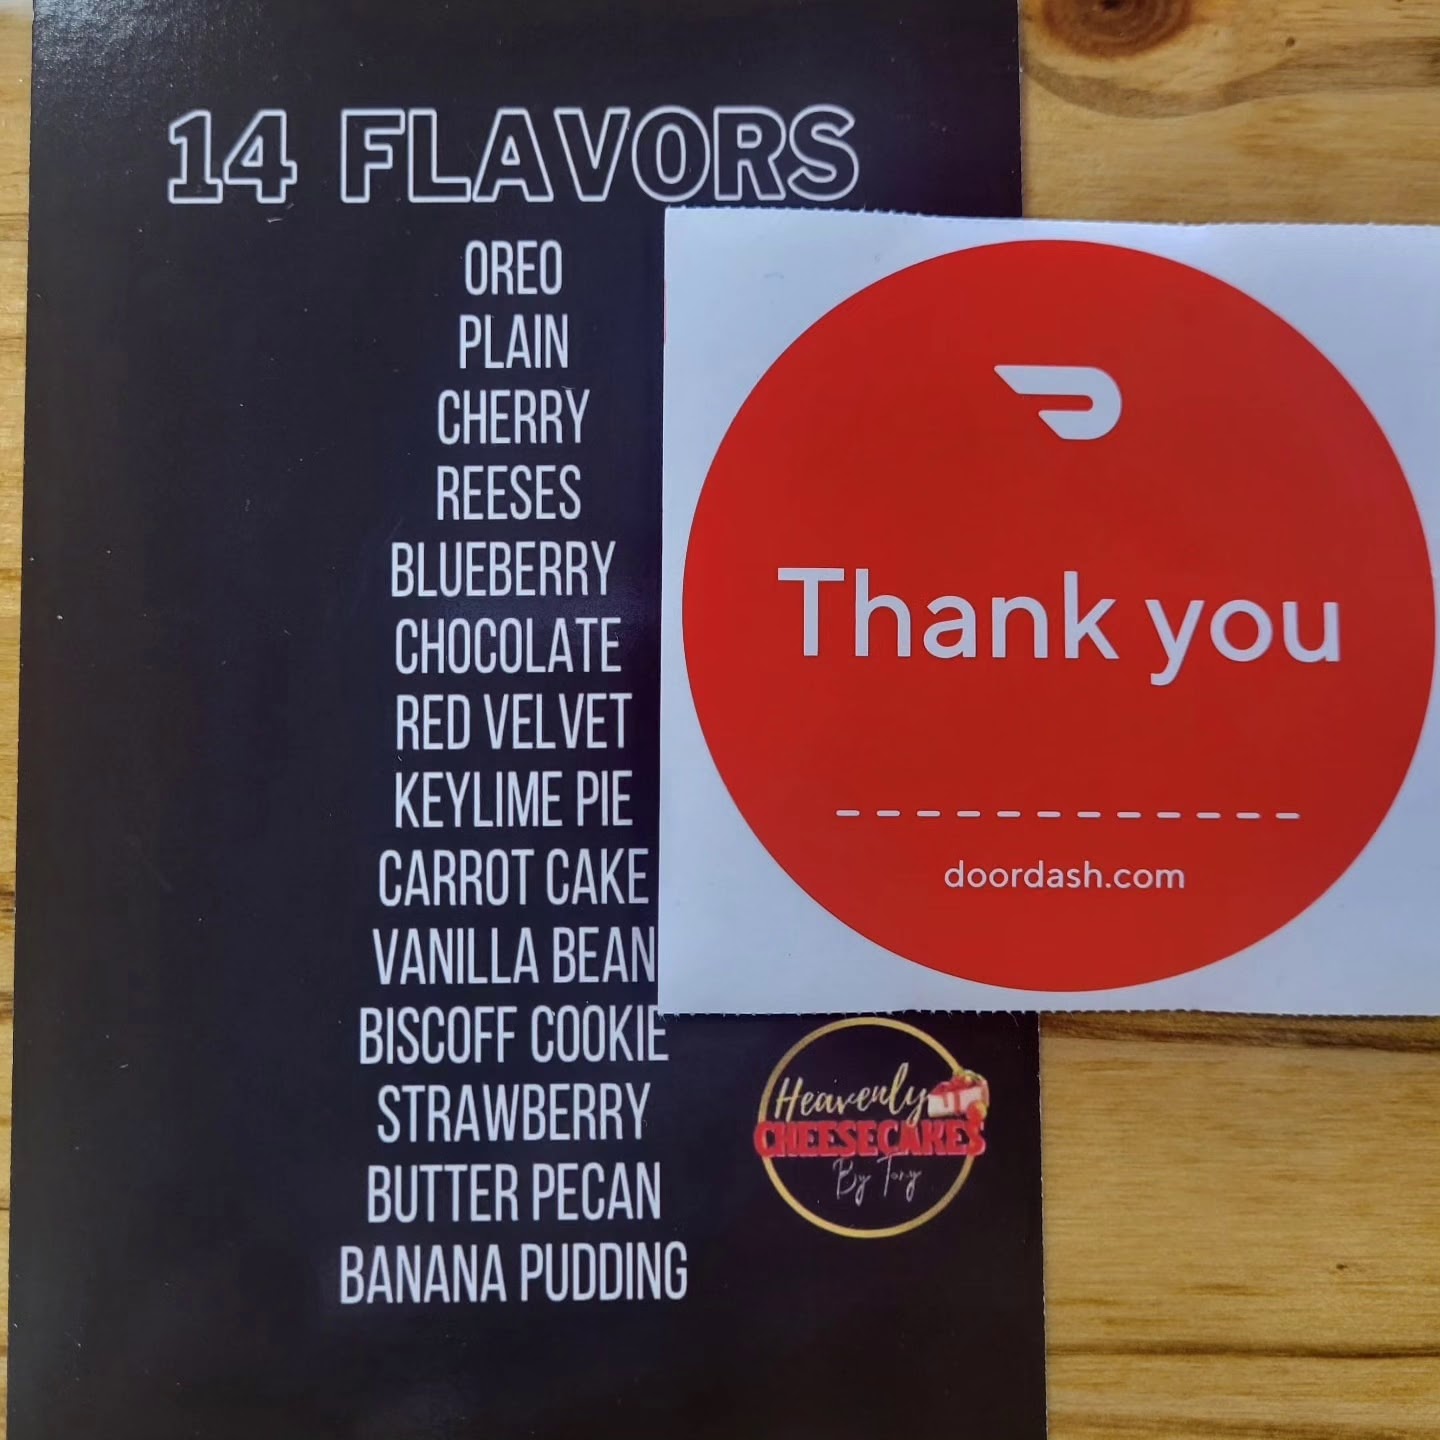 14 FLAVORS
OREO
PLAIN
CHERRY
REESES
BLUEBERRY
CHOCOLATE
RED VELVET
KEYLIME PIE
CARROT CAKE
VANILLA BEAN
BISCOFF COOKIE
STRAWBERRY
BUTTER PECAN
BANANA PUDDING
Thank you
doordash.com
Heavenly
CHEESECAKES
By Tony